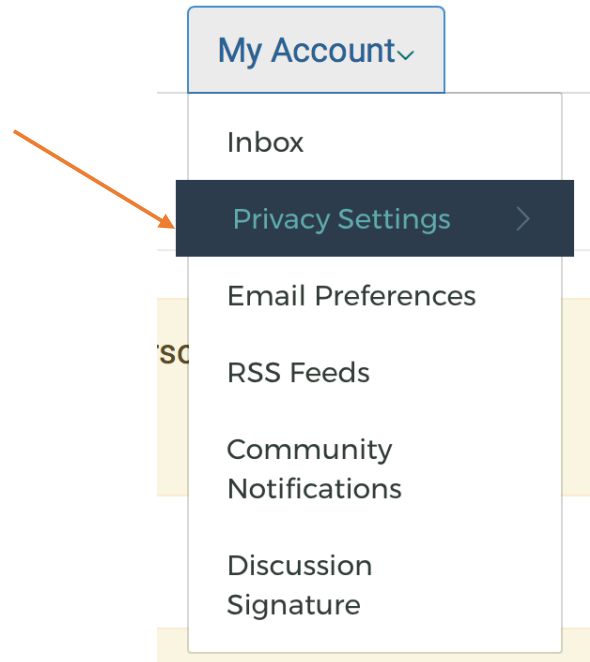 My Account
Inbox
Privacy Settings
Email Preferences
RSS Feeds
Community
Notifications
Discussion
Signature